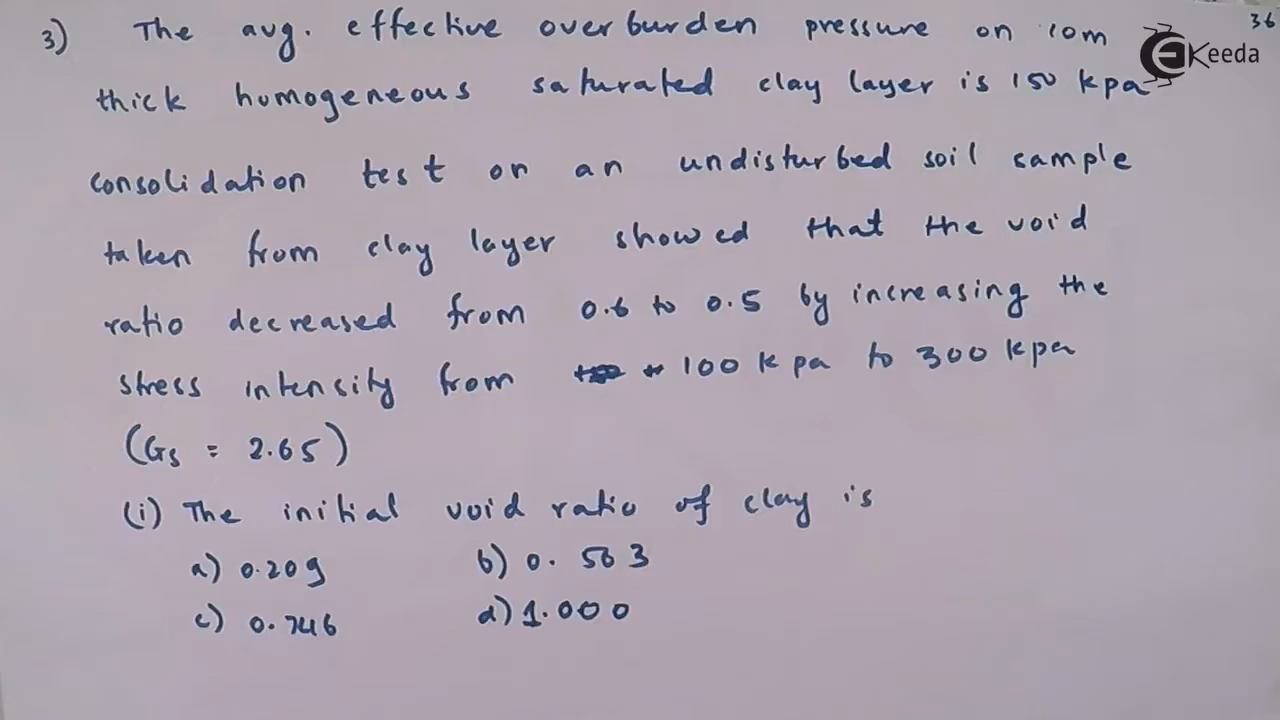 36
3) The avg. effective overburden pressure on 10m
Keeda
thick homogeneous saturated clay layer is 150 kpa
consolidation test on an undisturbed soil sample
taken from clay layer showed that the void
ratio decreased from 0.6 to 0.5 by increasing the
stress intensity from 100 kpa to 300 kpa
(Gs = 2.65)
(i) The initial void ratio of clay is
a) 0.209 b) 0.563
c) 0.746 d) 1.000